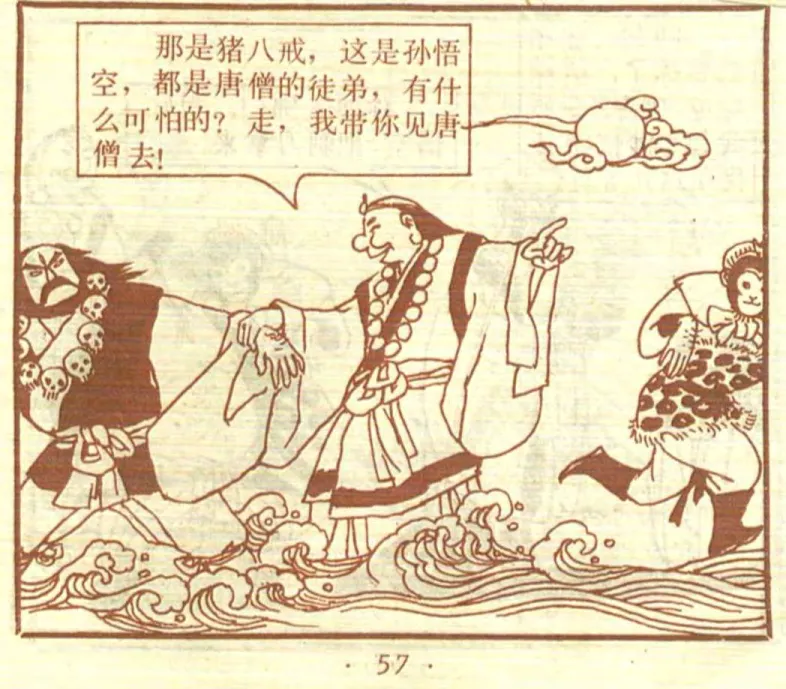 那是猪八戒，这是孙悟
空，都是唐僧的徒弟，有什
么可怕的？走，我带你见唐
僧去！
· 57 ·